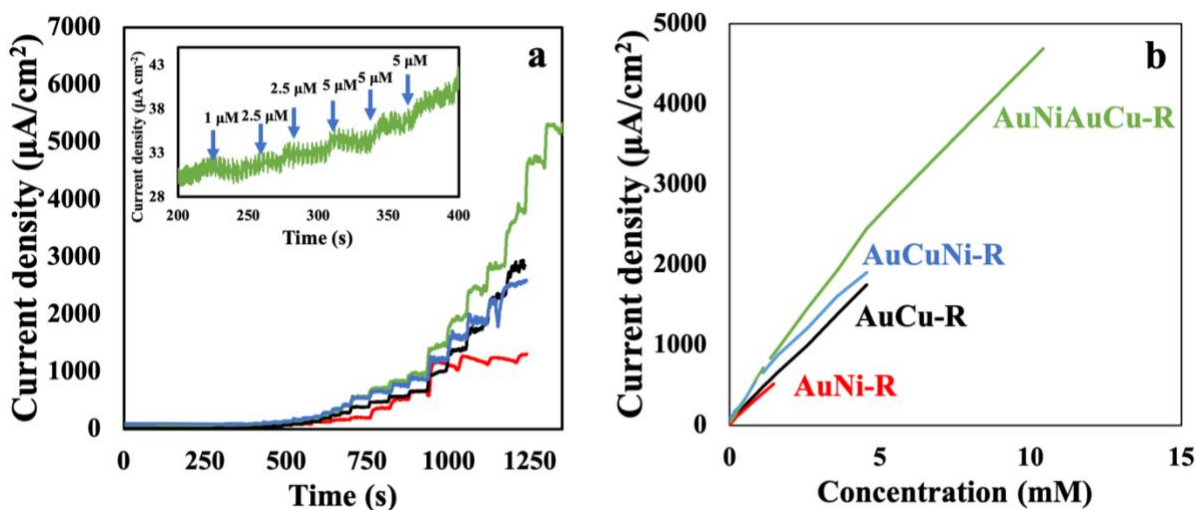 a
7000
6000
5000
4000
3000
2000
1000
0
Current density (µA/cm²)
0 250 500 750 1000 1250
Time (s)
43
38
33
28
Current density (µA cm⁻²)
1 µM
2.5 µM
2.5 µM
5 µM
5 µM
5 µM
200 250 300 350 400
Time (s)
b
5000
4000
3000
2000
1000
0
Current density (µA/cm²)
AuNiAuCu-R
AuCuNi-R
AuCu-R
AuNi-R
0 5 10 15
Concentration (mM)